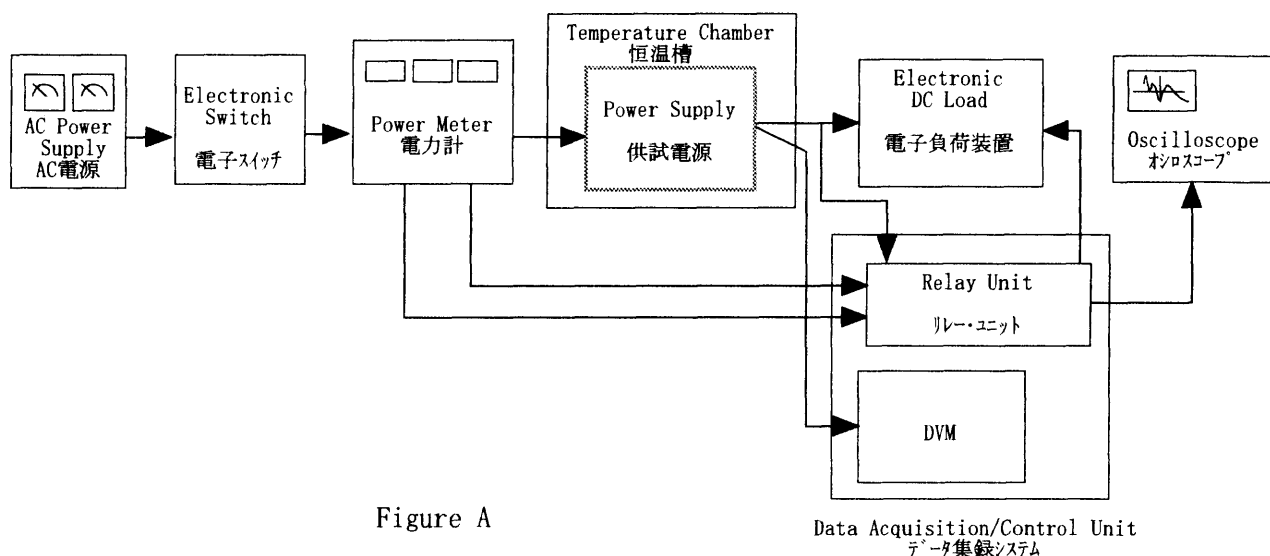 AC Power
Supply
AC電源
Electronic
Switch
電子スイッチ
Power Meter
電力計
Temperature Chamber
恒温槽
Power Supply
供試電源
Electronic
DC Load
電子負荷装置
Oscilloscope
オシロスコープ
Relay Unit
リレー・ユニット
DVM
Data Acquisition/Control Unit
データ集録システム
Figure A